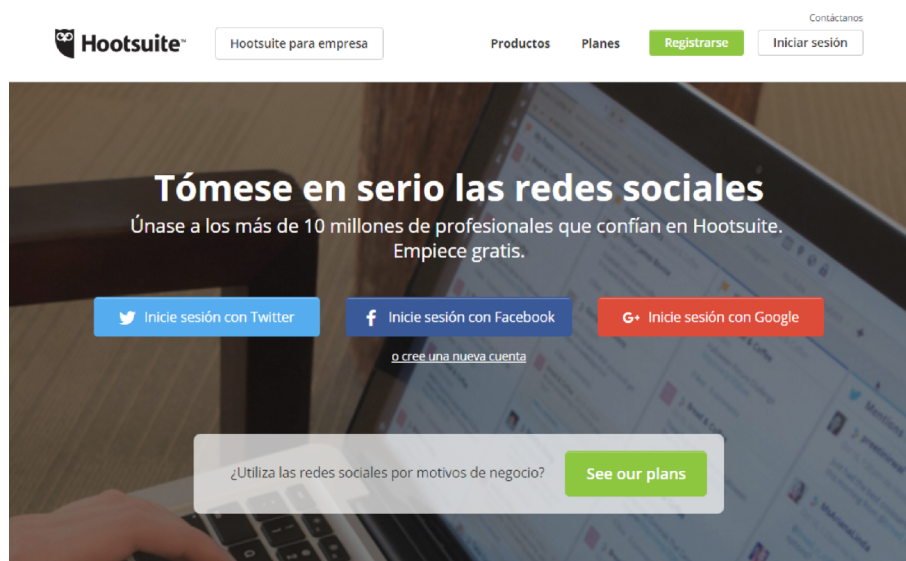 Contáctanos
Hootsuite™
Hootsuite para empresa
Productos
Planes
Registrarse
Iniciar sesión
Tómese en serio las redes sociales
Únase a los más de 10 millones de profesionales que confían en Hootsuite.
Empiece gratis.
Inicie sesión con Twitter
f Inicie sesión con Facebook
G+ Inicie sesión con Google
o cree una nueva cuenta
¿Utiliza las redes sociales por motivos de negocio?
See our plans
Mentions